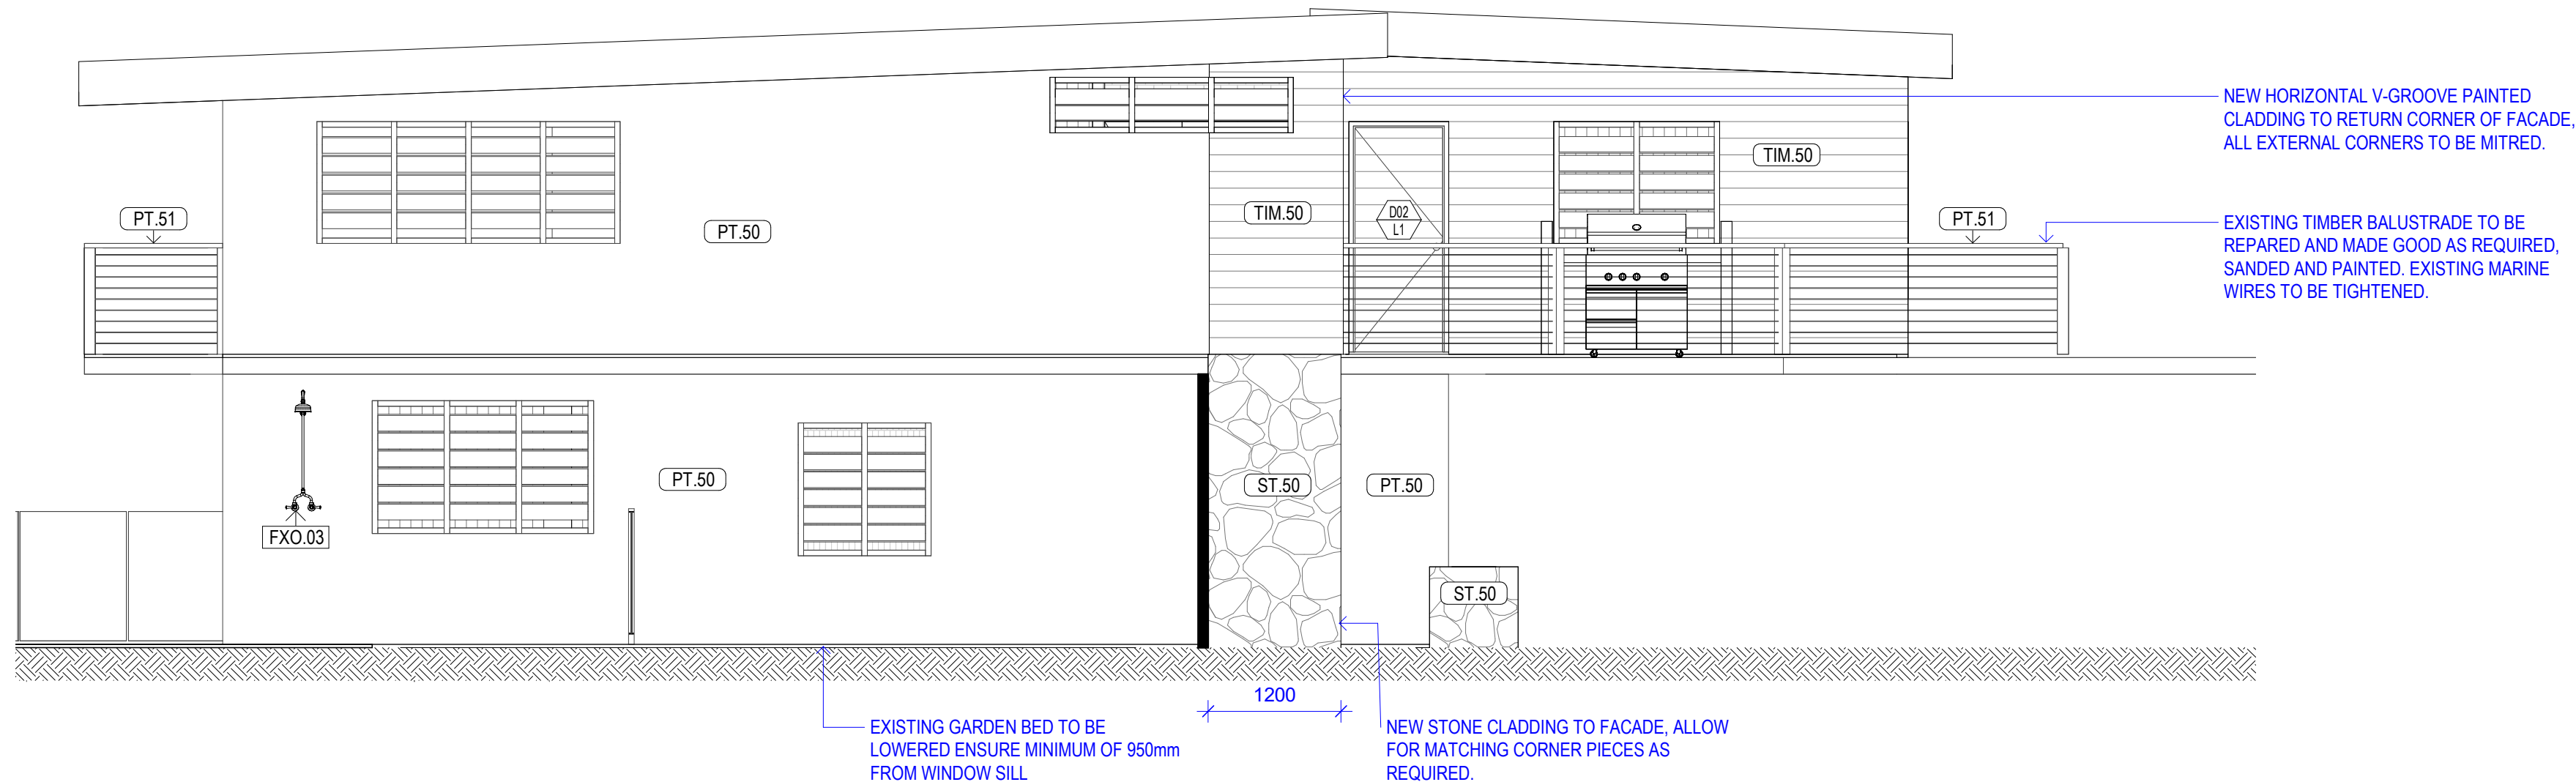 NEW HORIZONTAL V-GROOVE PAINTED
CLADDING TO RETURN CORNER OF FACADE,
ALL EXTERNAL CORNERS TO BE MITRED.
TIM.50
PT.51
PT.50
TIM.50
D02
L1
PT.51
EXISTING TIMBER BALUSTRADE TO BE
REPARED AND MADE GOOD AS REQUIRED,
SANDED AND PAINTED. EXISTING MARINE
WIRES TO BE TIGHTENED.
PT.50
ST.50
PT.50
FXO.03
ST.50
1200
EXISTING GARDEN BED TO BE
LOWERED ENSURE MINIMUM OF 950mm
FROM WINDOW SILL
NEW STONE CLADDING TO FACADE, ALLOW
FOR MATCHING CORNER PIECES AS
REQUIRED.